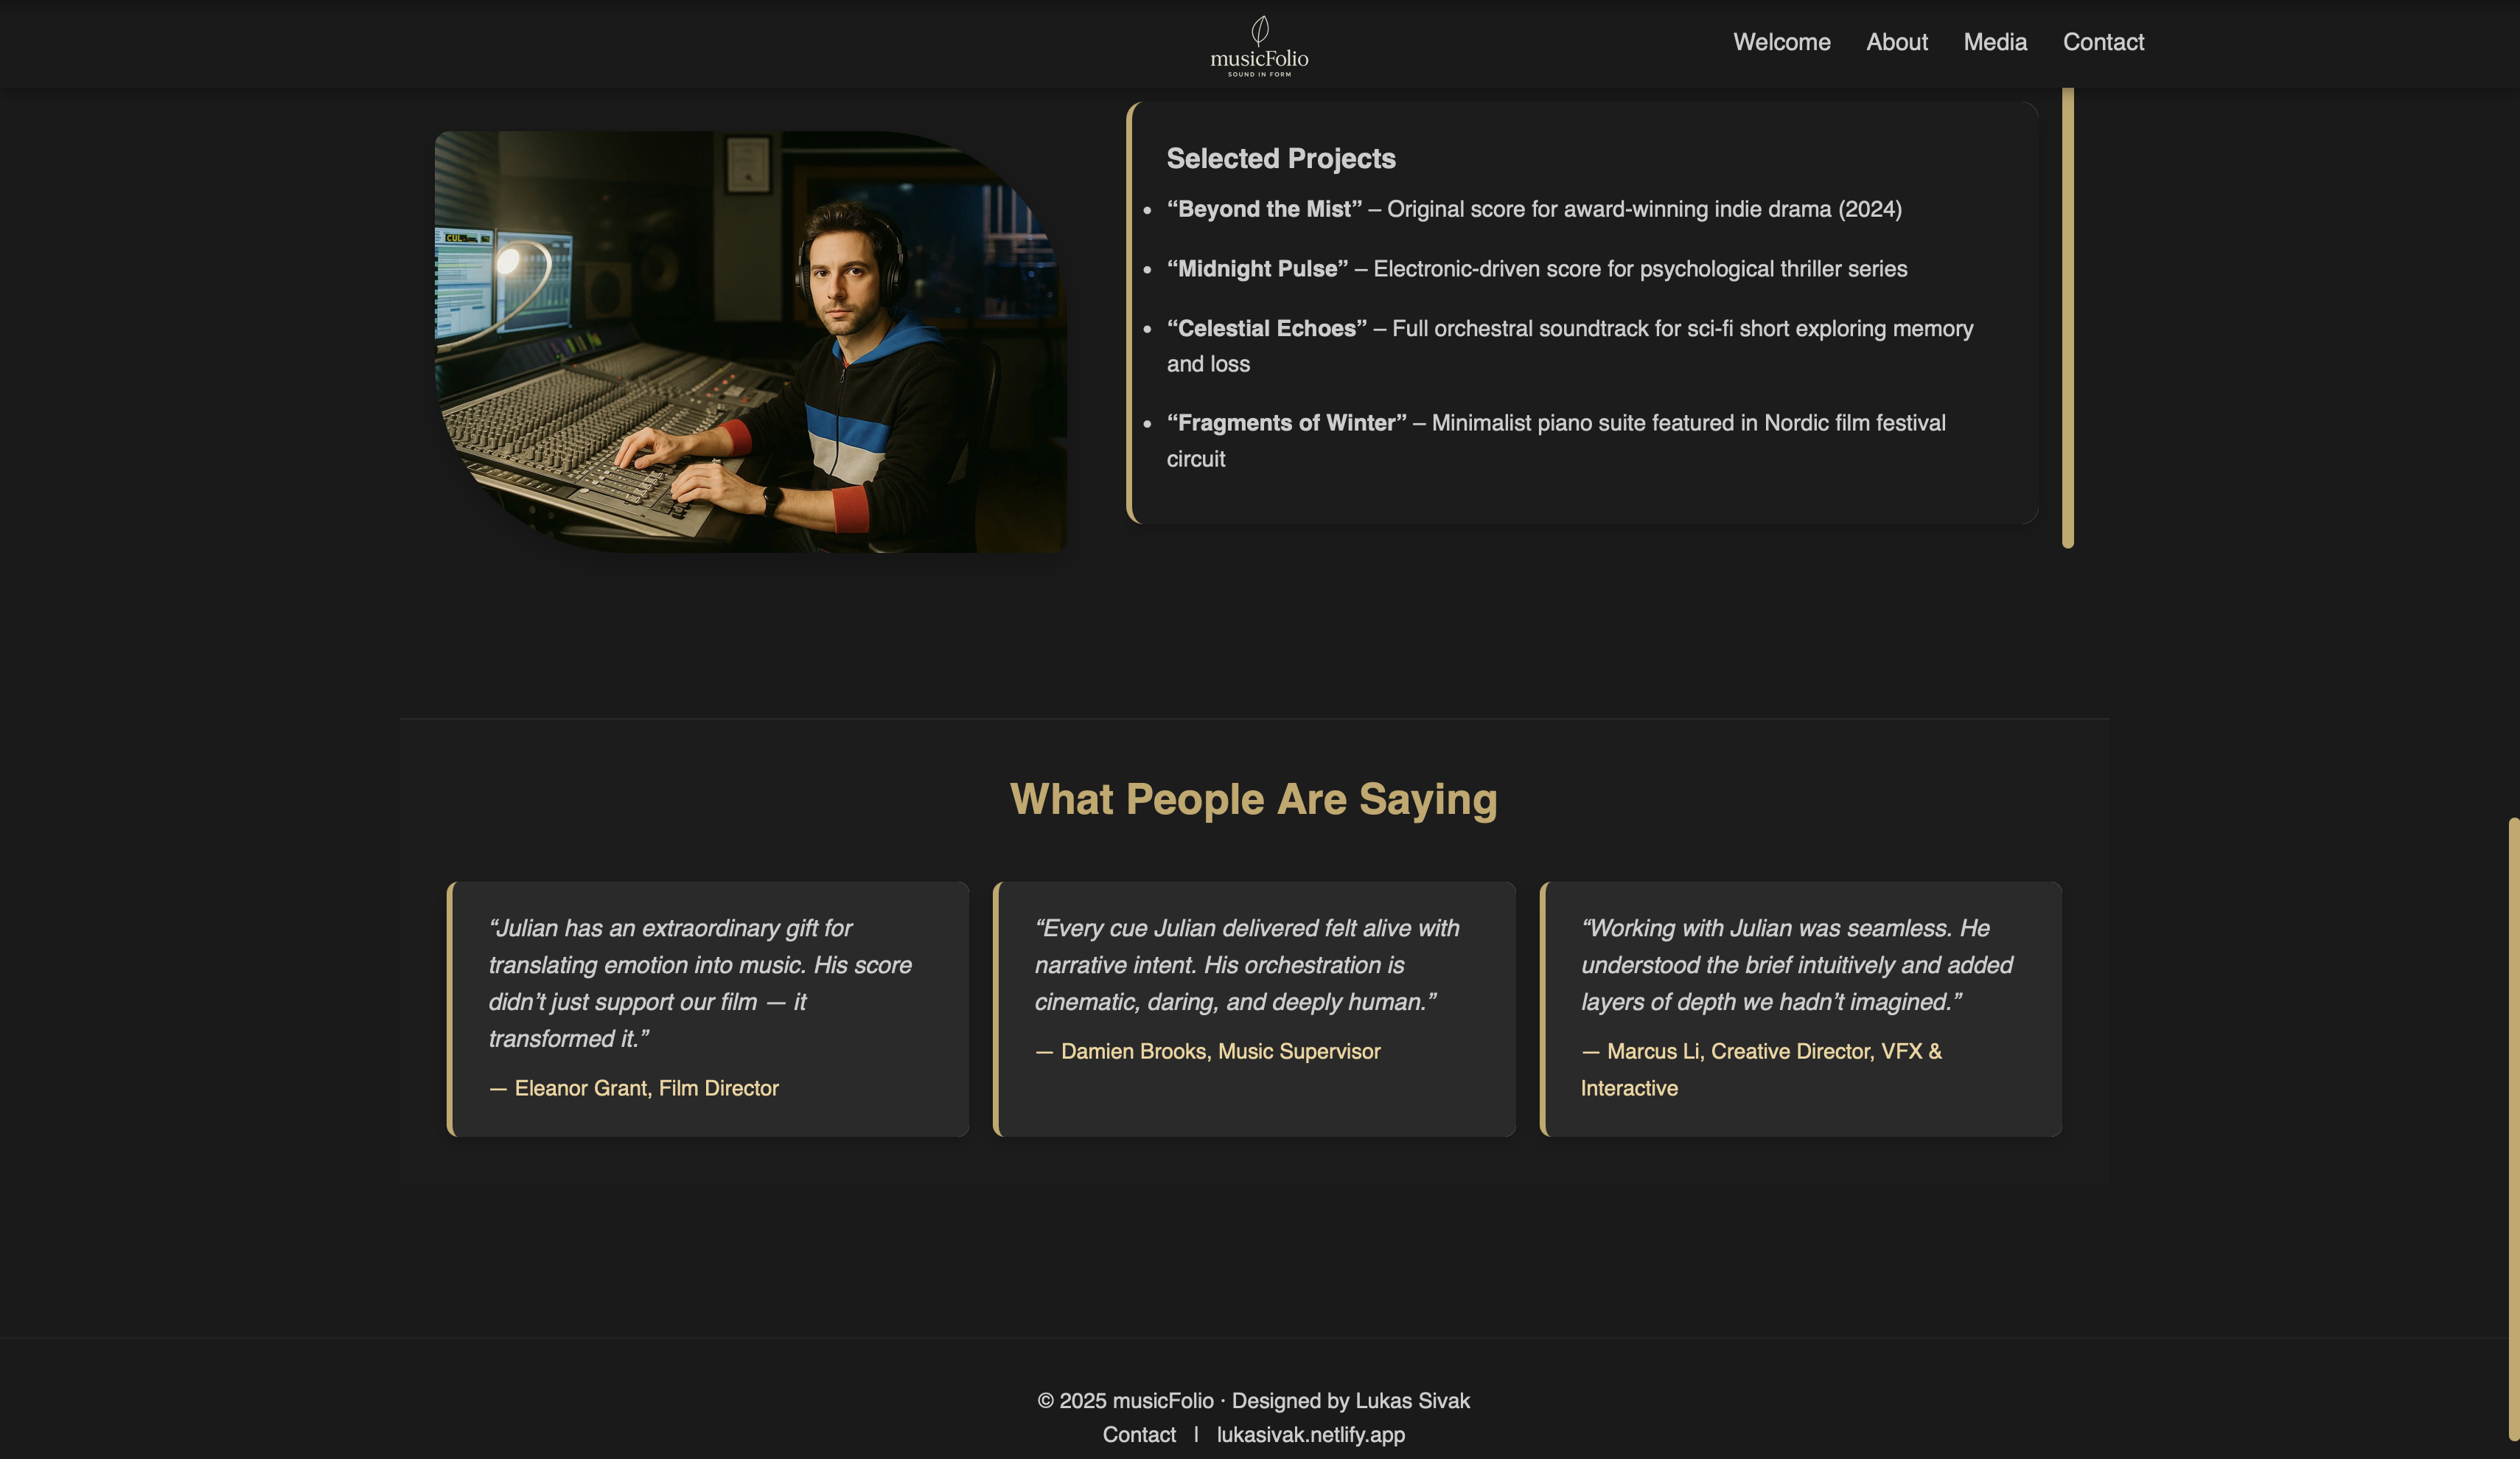 musicFolio
SOUND IN FORM
Welcome About Media Contact
CUL
Selected Projects
• “Beyond the Mist” – Original score for award-winning indie drama (2024)
• “Midnight Pulse” – Electronic-driven score for psychological thriller series
• “Celestial Echoes” – Full orchestral soundtrack for sci-fi short exploring memory
and loss
• “Fragments of Winter” – Minimalist piano suite featured in Nordic film festival
circuit
What People Are Saying
“Julian has an extraordinary gift for
translating emotion into music. His score
didn’t just support our film — it
transformed it.”
— Eleanor Grant, Film Director
“Every cue Julian delivered felt alive with
narrative intent. His orchestration is
cinematic, daring, and deeply human.”
— Damien Brooks, Music Supervisor
“Working with Julian was seamless. He
understood the brief intuitively and added
layers of depth we hadn’t imagined.”
— Marcus Li, Creative Director, VFX &
Interactive
© 2025 musicFolio · Designed by Lukas Sivak
Contact | lukasivak.netlify.app